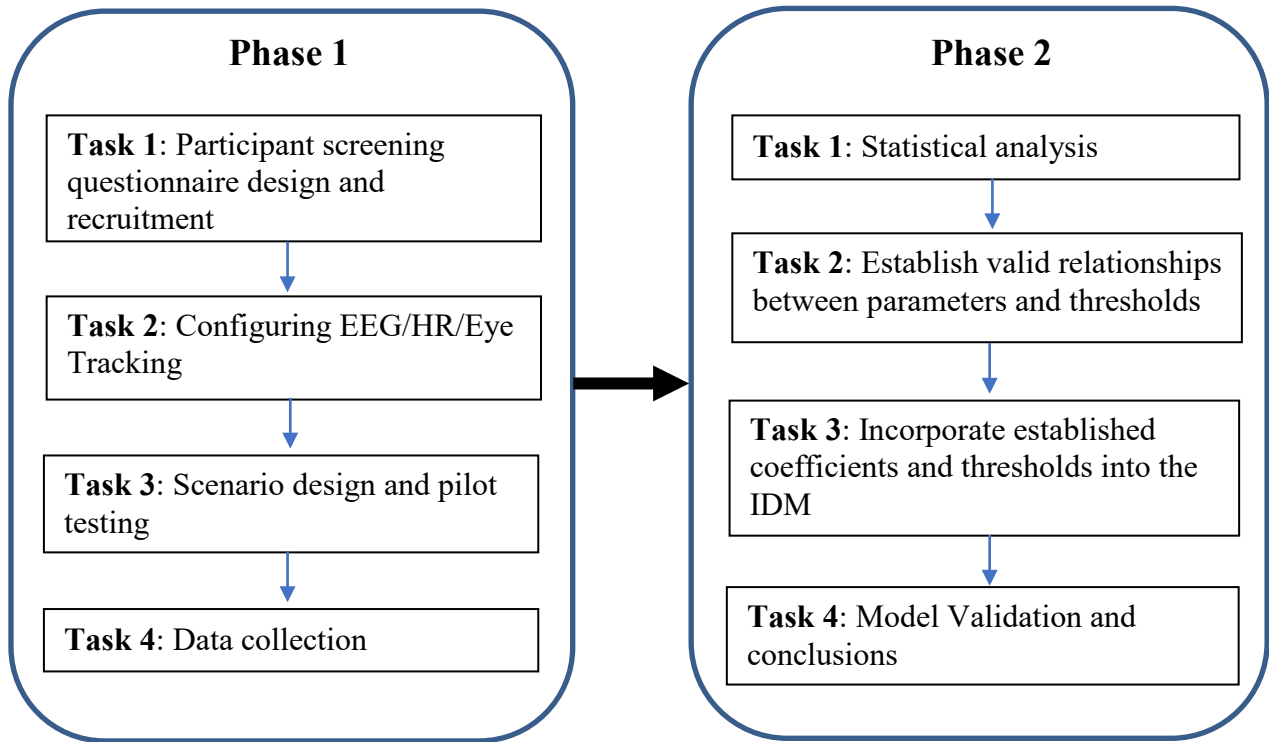 Phase 1
Task 1: Participant screening
questionnaire design and
recruitment
Task 2: Configuring EEG/HR/Eye
Tracking
Task 3: Scenario design and pilot
testing
Task 4: Data collection
Phase 2
Task 1: Statistical analysis
Task 2: Establish valid relationships
between parameters and thresholds
Task 3: Incorporate established
coefficients and thresholds into the
IDM
Task 4: Model Validation and
conclusions